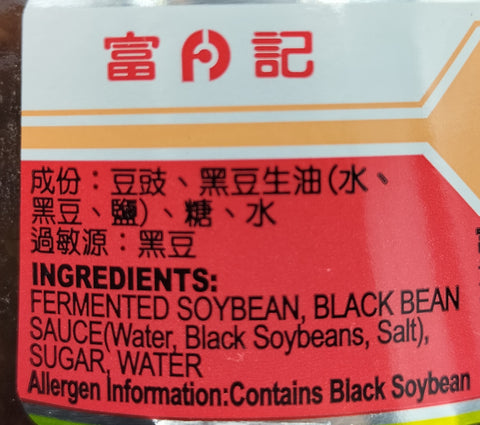 富 記
成份：豆豉、黑豆生油(水、
黑豆、鹽)、糖、水
過敏源：黑豆
INGREDIENTS:
FERMENTED SOYBEAN, BLACK BEAN
SAUCE(Water, Black Soybeans, Salt),
SUGAR, WATER
Allergen Information:Contains Black Soybean